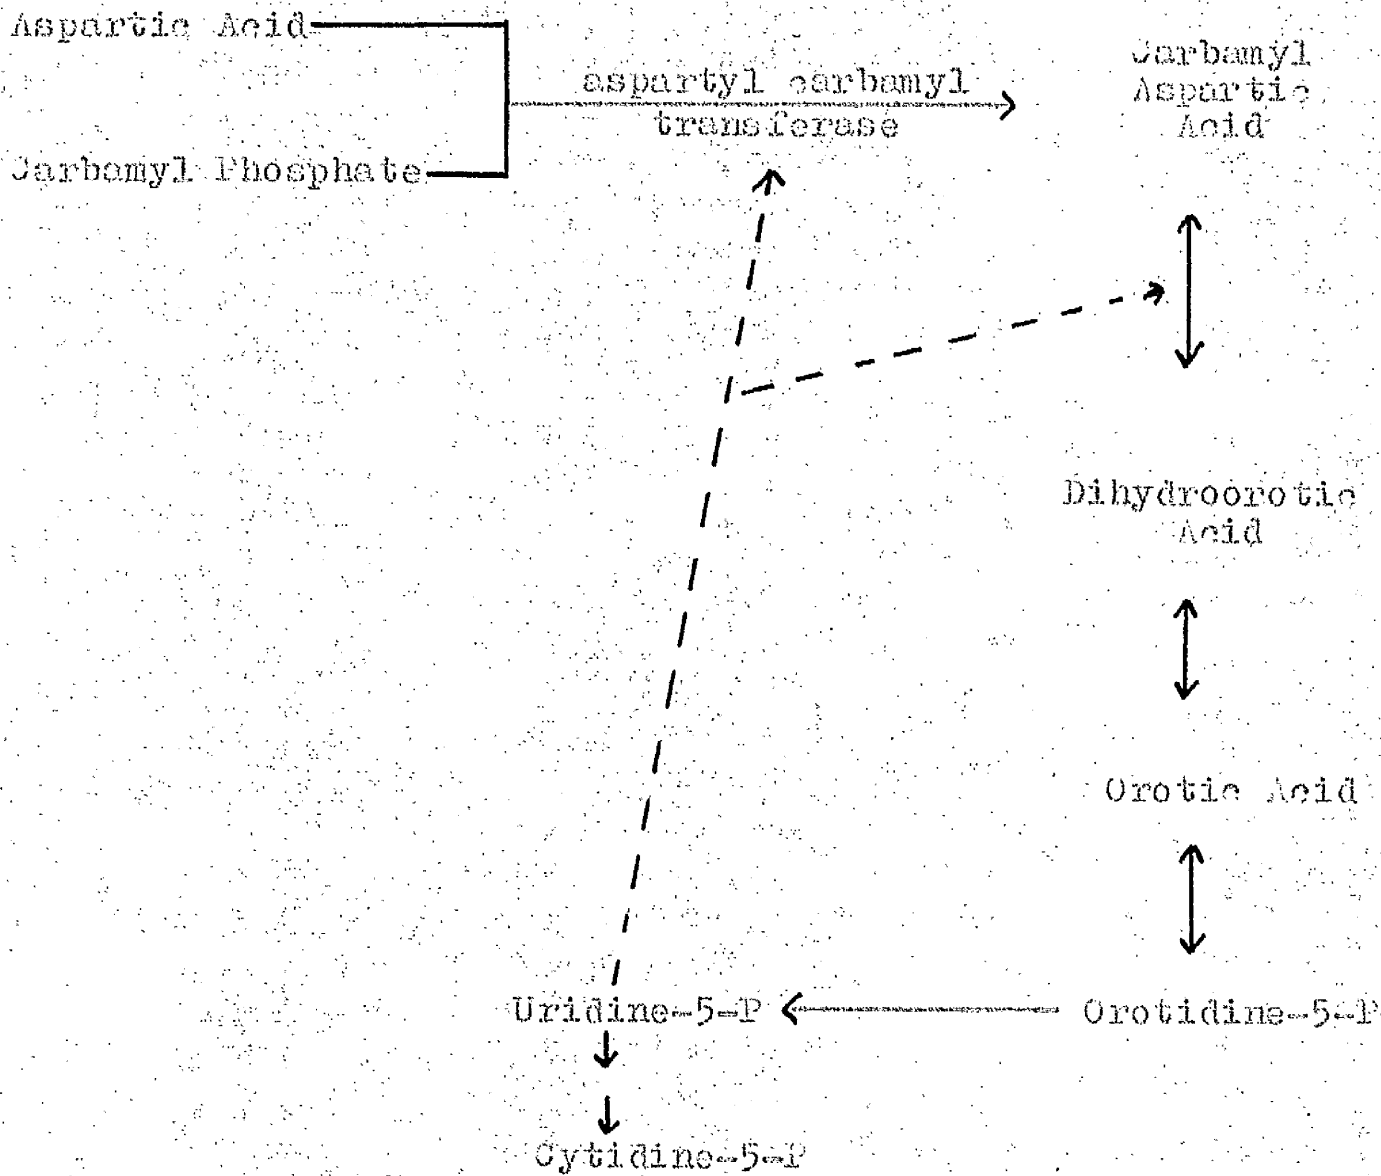 Aspartic Acid
aspartyl carbamyl
transferase
Carbamyl
Aspartic
Acid
Carbamyl Phosphate
Dihydroorotic
Acid
Orotic Acid
Uridine-5-P
Orotidine-5-P
Cytidine-5-P